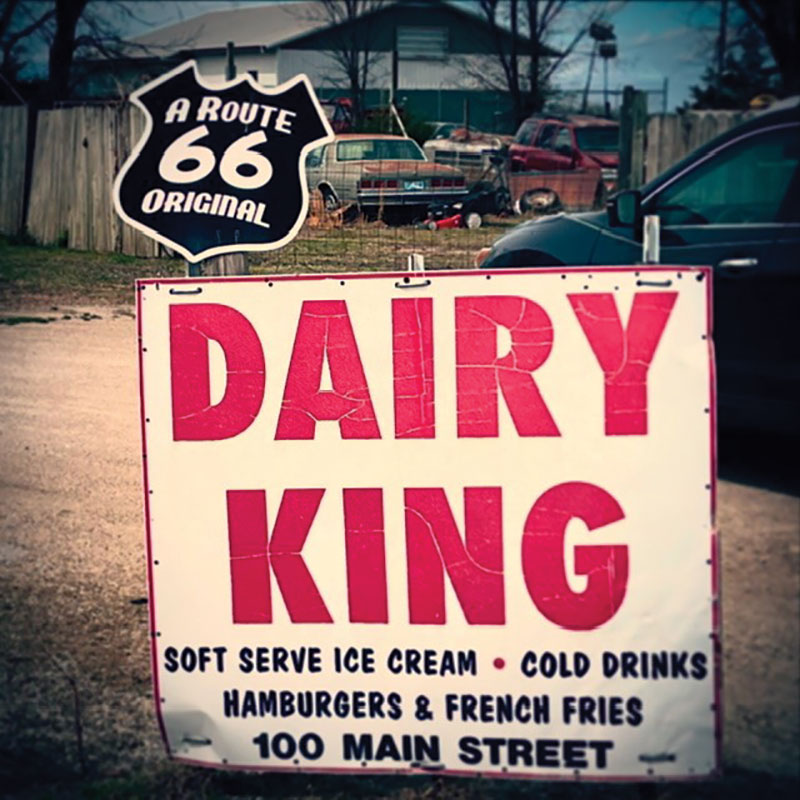 A ROUTE
66
ORIGINAL
DAIRY
KING
SOFT SERVE ICE CREAM • COLD DRINKS
HAMBURGERS & FRENCH FRIES
100 MAIN STREET